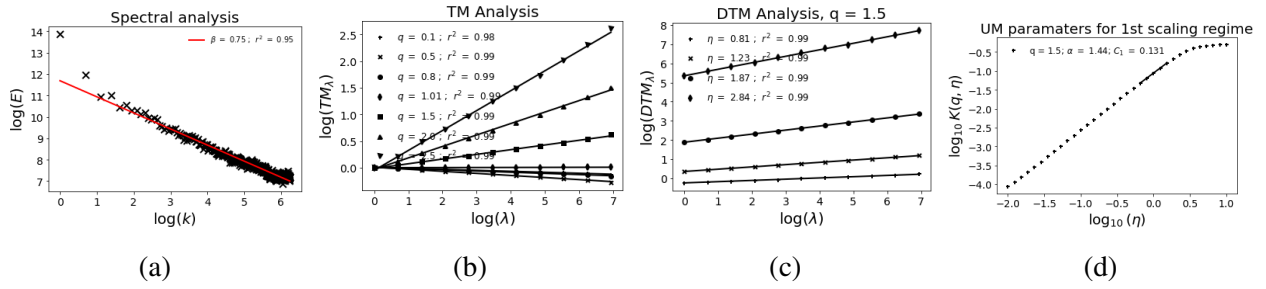 Spectral analysis
β = 0.75 ; r² = 0.95
14
13
12
11
10
9
8
7
log(E)
0 1 2 3 4 5 6
log(k)
(a)
TM Analysis
q = 0.1 ; r² = 0.98
q = 0.5 ; r² = 0.99
q = 0.8 ; r² = 0.99
q = 1.01 ; r² = 0.99
q = 1.5 ; r² = 0.99
q = 2.0 ; r² = 0.99
q = 2.5 ; r² = 0.99
2.5
2.0
1.5
1.0
0.5
0.0
log(TM_λ)
0 1 2 3 4 5 6 7
log(λ)
(b)
DTM Analysis, q = 1.5
η = 0.81 ; r² = 0.99
η = 1.23 ; r² = 0.99
η = 1.87 ; r² = 0.99
η = 2.84 ; r² = 0.99
8
7
6
5
4
3
2
1
0
log(DTM_λ)
0 1 2 3 4 5 6 7
log(λ)
(c)
UM paramaters for 1st scaling regime
q = 1.5; α = 1.44; C₁ = 0.131
−0.5
−1.0
−1.5
−2.0
−2.5
−3.0
−3.5
−4.0
log₁₀ K(q, η)
−2.0 −1.5 −1.0 −0.5 0.0 0.5 1.0
log₁₀ (η)
(d)